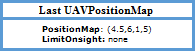 Last UAVPositionMap
PositionMap: (4.5,6,1,5)
LimitOnsight: none